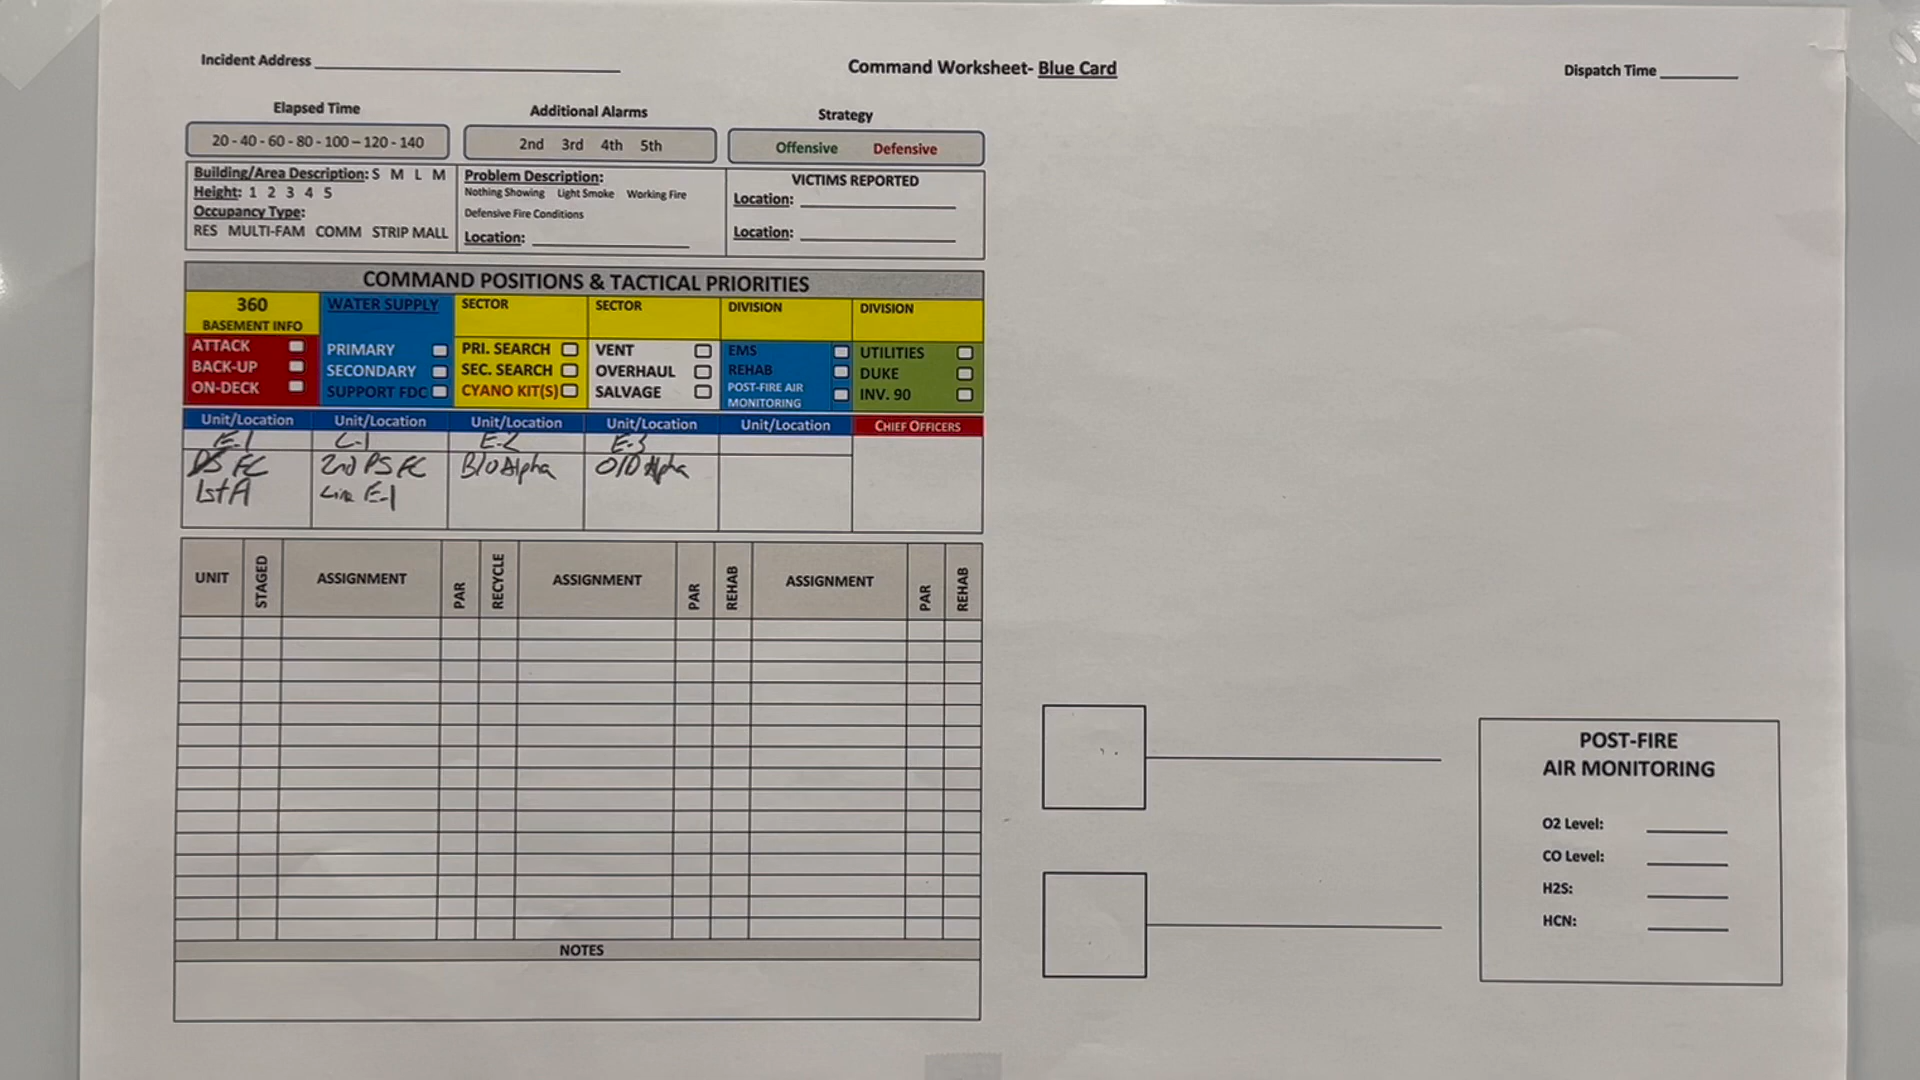 Incident Address
Command Worksheet- Blue Card
Dispatch Time
Elapsed Time
Additional Alarms
Strategy
20 - 40 - 60 - 80 - 100 – 120 - 140
2nd 3rd 4th 5th
Offensive Defensive
Building/Area Description: S M L M
Height: 1 2 3 4 5
Occupancy Type:
RES MULTI-FAM COMM STRIP MALL
Problem Description:
Nothing Showing Light Smoke Working Fire
Defensive Fire Conditions
Location:
VICTIMS REPORTED
Location:
Location:
COMMAND POSITIONS & TACTICAL PRIORITIES
360
BASEMENT INFO
WATER SUPPLY
SECTOR
SECTOR
DIVISION
DIVISION
ATTACK
BACK-UP
ON-DECK
PRIMARY
SECONDARY
SUPPORT FDC
PRI. SEARCH
SEC. SEARCH
CYANO KIT(S)
VENT
OVERHAUL
SALVAGE
EMS
REHAB
POST-FIRE AIR
MONITORING
UTILITIES
DUKE
INV. 90
Unit/Location Unit/Location Unit/Location Unit/Location Unit/Location CHIEF OFFICERS
E-1 L-1 E-2 E-3
PS FC
1st A
2nd PS FC
Line E-1
B/U Alpha
O/D Alpha
UNIT STAGED ASSIGNMENT PAR RECYCLE ASSIGNMENT PAR REHAB ASSIGNMENT PAR REHAB
NOTES
POST-FIRE
AIR MONITORING
O2 Level:
CO Level:
H2S:
HCN: